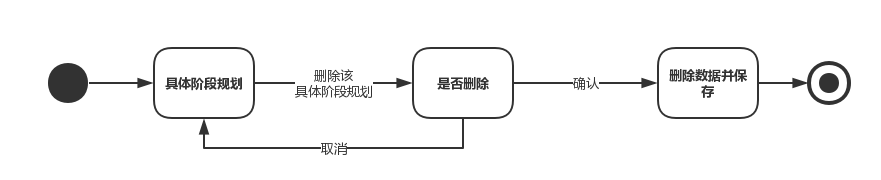 具体阶段规划
删除该
具体阶段规划
是否删除
确认
删除数据并保
存
取消